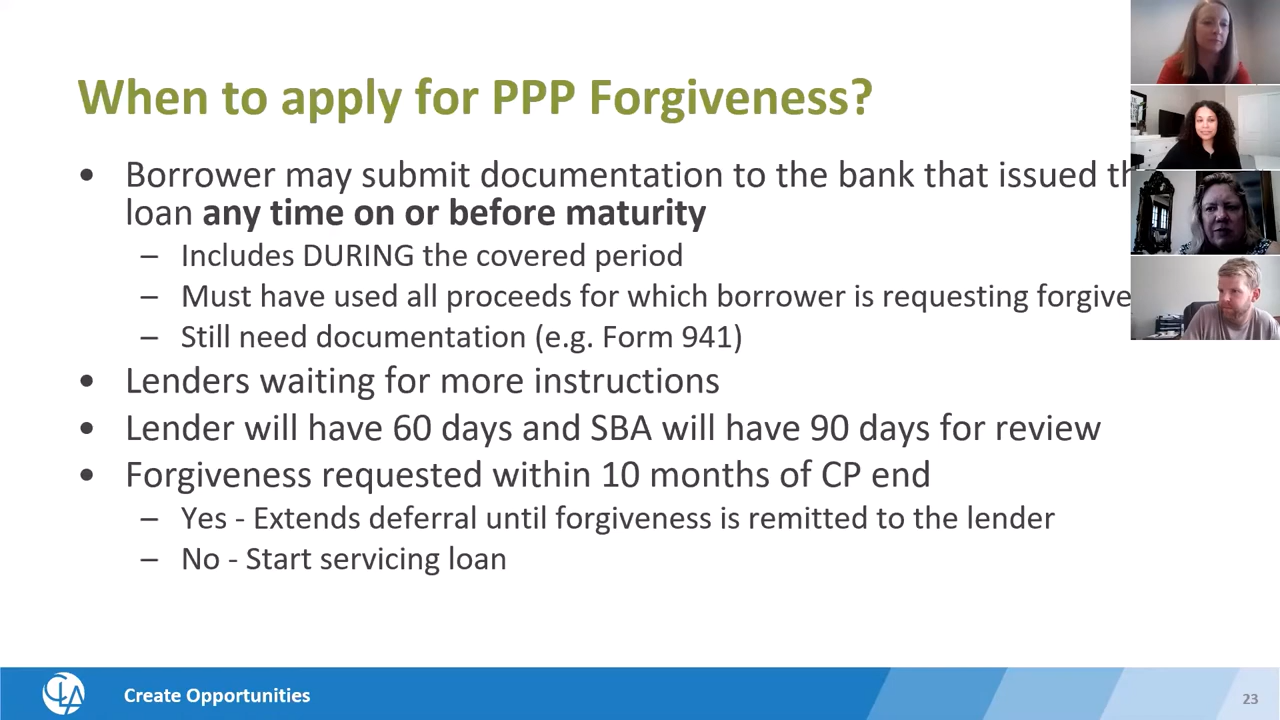 When to apply for PPP Forgiveness?
• Borrower may submit documentation to the bank that issued
loan any time on or before maturity
– Includes DURING the covered period
– Must have used all proceeds for which borrower is requesting
– Still need documentation (e.g. Form 941)
• Lenders waiting for more instructions
• Lender will have 60 days and SBA will have 90 days for review
• Forgiveness requested within 10 months of CP end
– Yes - Extends deferral until forgiveness is remitted to the lender
– No - Start servicing loan
CLA
Create Opportunities
23